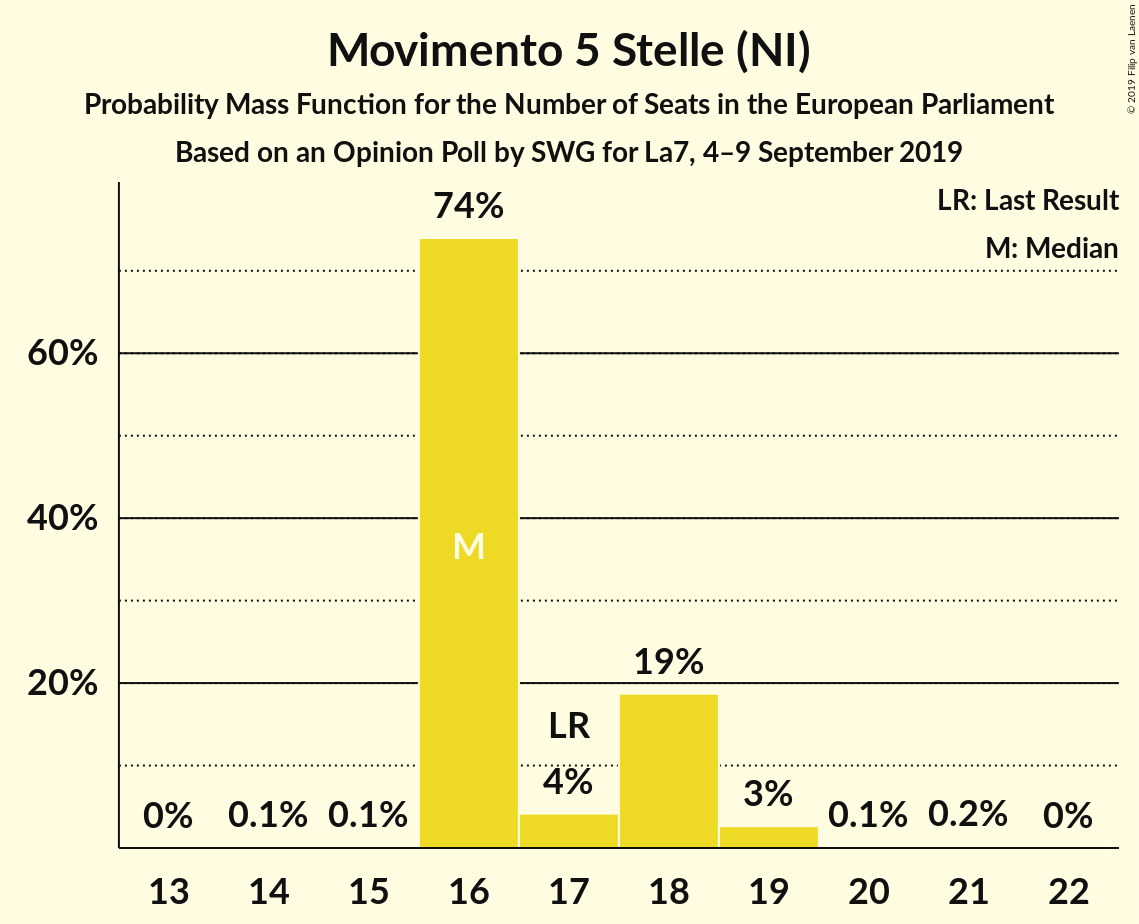 Movimento 5 Stelle (NI)
Probability Mass Function for the Number of Seats in the European Parliament
Based on an Opinion Poll by SWG for La7, 4–9 September 2019
© 2019 Filip van Laenen
LR: Last Result
M: Median
74%
60%
40%
M
20%
19%
LR
0%
0.1%
0.1%
4%
3%
0.1%
0.2%
0%
13 14 15 16 17 18 19 20 21 22